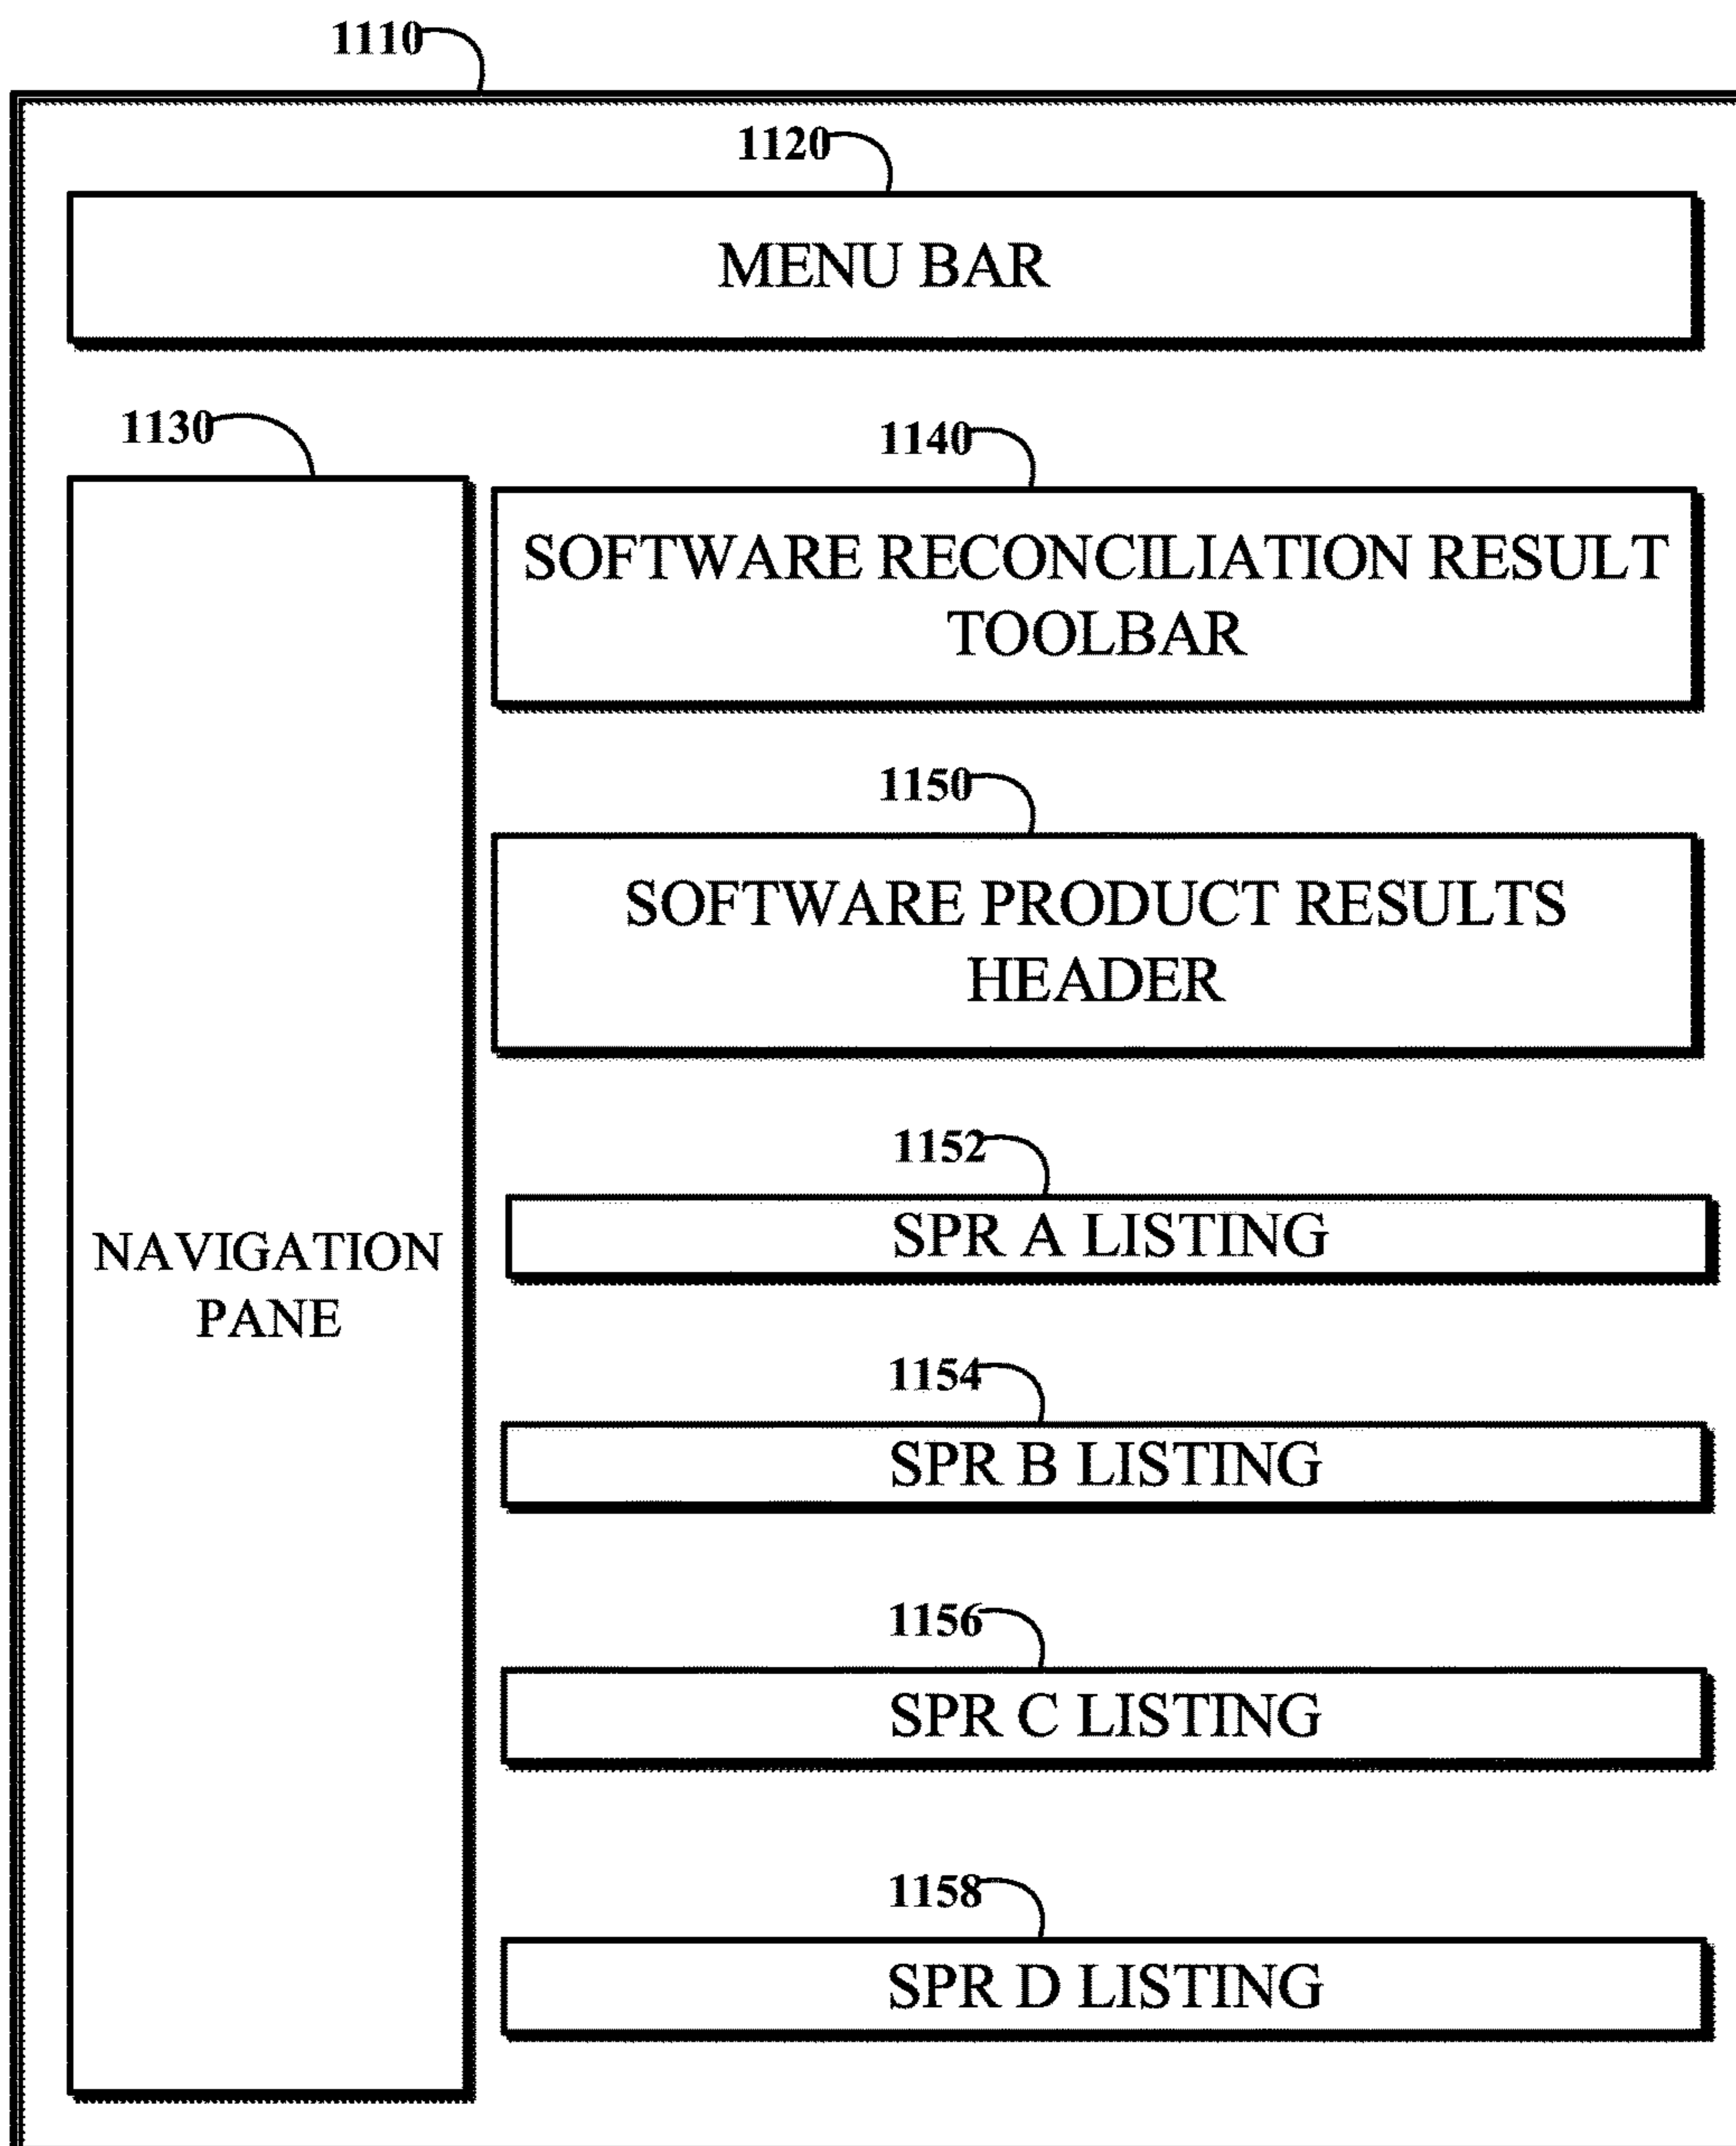 1110
1120
MENU BAR
1130
1140
SOFTWARE RECONCILIATION RESULT
TOOLBAR
1150
SOFTWARE PRODUCT RESULTS
HEADER
1152
SPR A LISTING
NAVIGATION
PANE
1154
SPR B LISTING
1156
SPR C LISTING
1158
SPR D LISTING